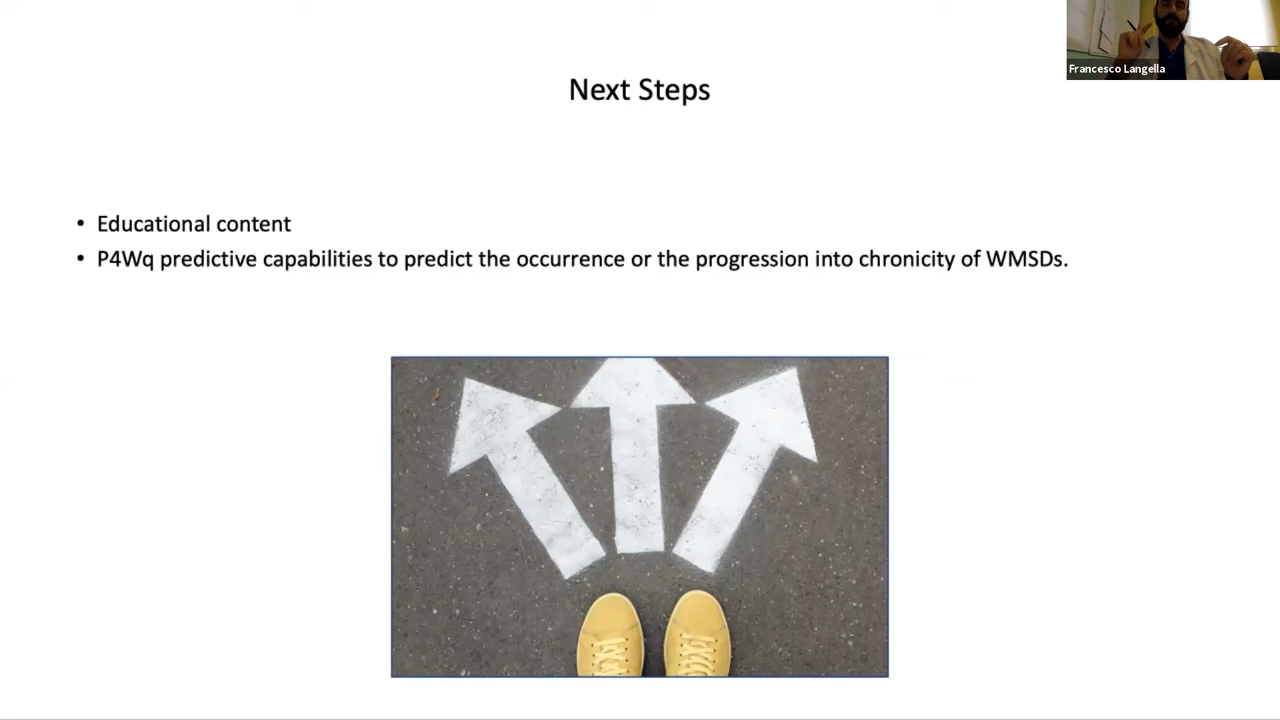 Francesco Langella
Next Steps
• Educational content
• P4Wq predictive capabilities to predict the occurrence or the progression into chronicity of WMSDs.